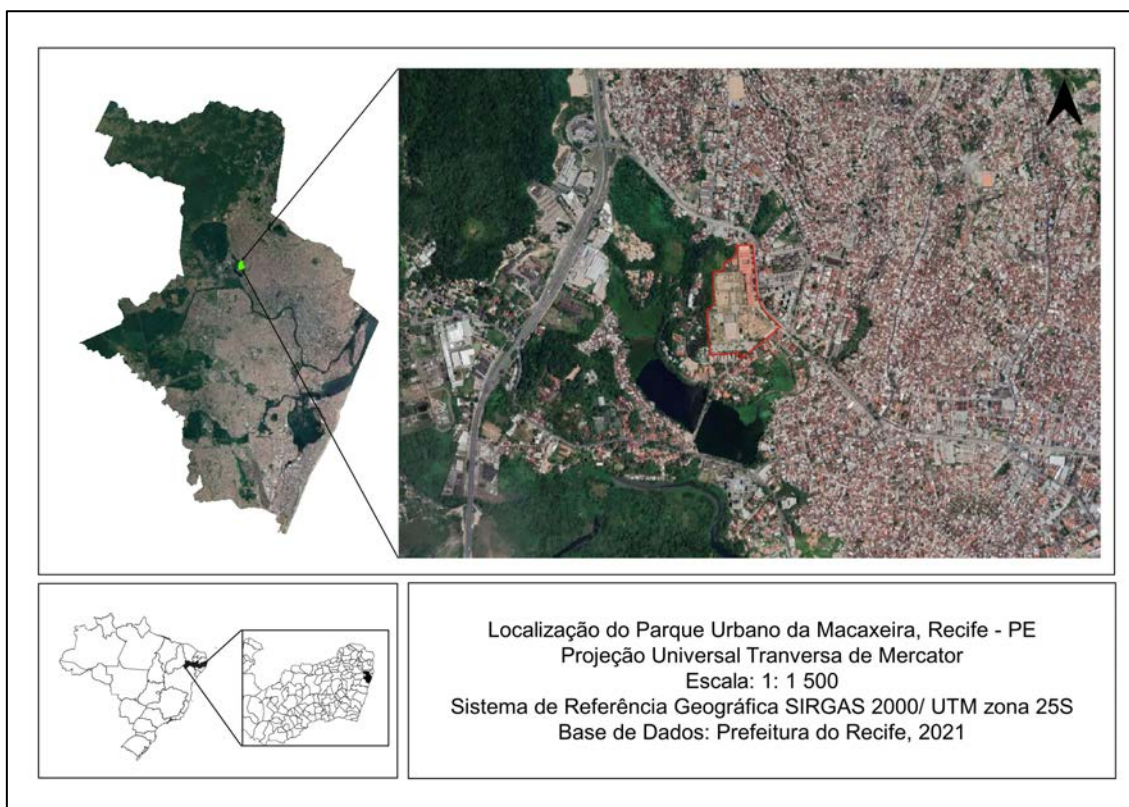 Localização do Parque Urbano da Macaxeira, Recife - PE
Projeção Universal Tranversa de Mercator
Escala: 1: 1 500
Sistema de Referência Geográfica SIRGAS 2000/ UTM zona 25S
Base de Dados: Prefeitura do Recife, 2021